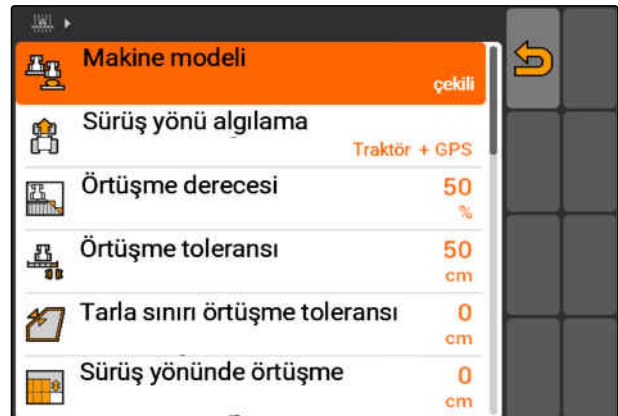 Makine modeli
çekili
Sürüş yönü algılama
Traktör + GPS
Örtüşme derecesi
50
%
Örtüşme toleransı
50
cm
Tarla sınırı örtüşme toleransı
0
cm
Sürüş yönünde örtüşme
0
cm